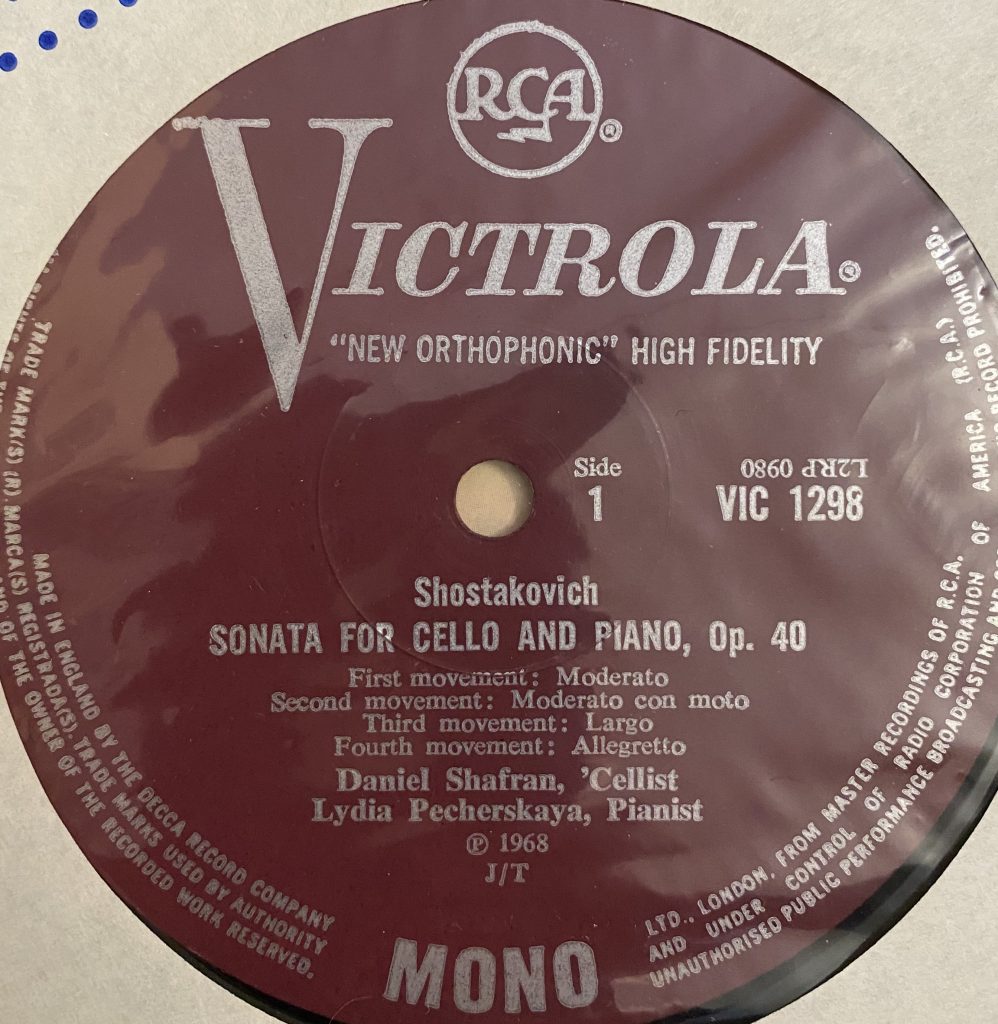 RCA
®
VICTROLA®
"NEW ORTHOPHONIC" HIGH FIDELITY
Side
1
L2RP 0980
VIC 1298
Shostakovich
SONATA FOR CELLO AND PIANO, Op. 40
First movement: Moderato
Second movement: Moderato con moto
Third movement: Largo
Fourth movement: Allegretto
Daniel Shafran, 'Cellist
Lydia Pecherskaya, Pianist
℗ 1968
J/T
MONO
TRADE MARK(S) (R). MARCA(S) REGISTRADA(S). TRADE MARKS USED BY AUTHORITY
MADE IN ENGLAND BY THE DECCA RECORD COMPANY
AND OF THE OWNER OF THE RECORDED WORK RESERVED.
LTD., LONDON, FROM MASTER RECORDINGS OF R.C.A.
AND UNDER CONTROL OF RADIO CORPORATION OF AMERICA (R.C.A.)
UNAUTHORISED PUBLIC PERFORMANCE BROADCASTING AND RECORD PROHIBITED.